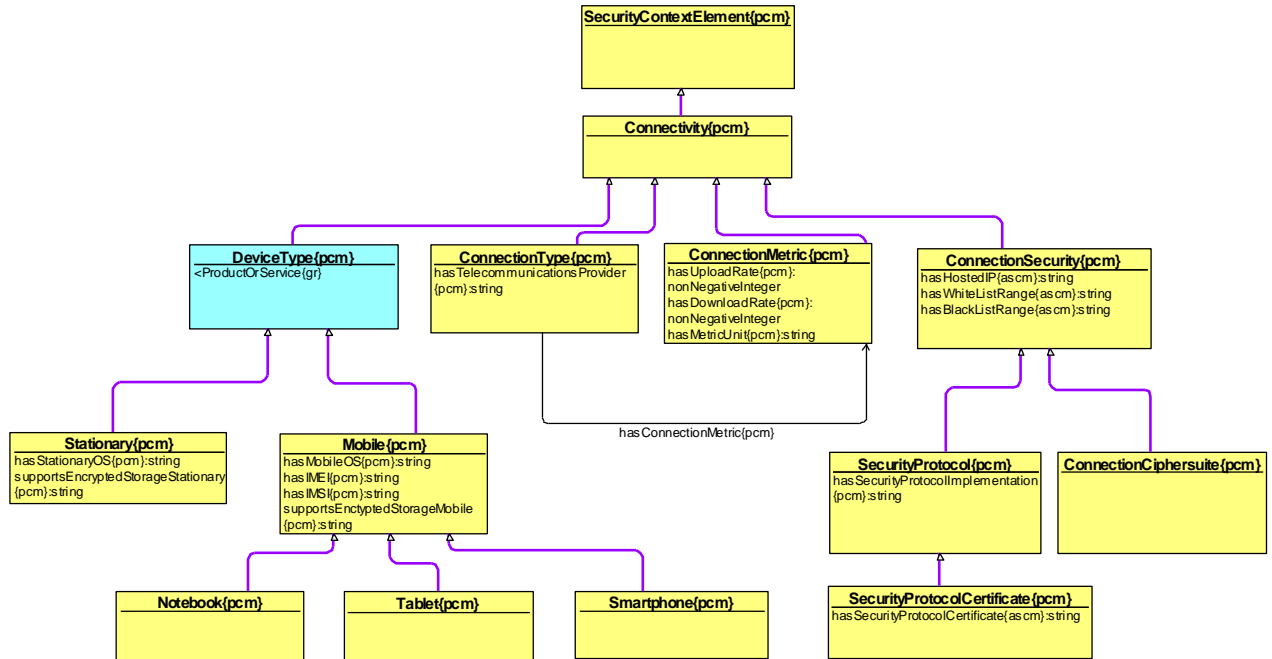 SecurityContextElement{pcm}
Connectivity{pcm}
DeviceType{pcm}
<ProductOrService{gr}
ConnectionType{pcm}
hasTelecommunicationsProvider
{pcm}:string
ConnectionMetric{pcm}
hasUploadRate{pcm}:
nonNegativeInteger
hasDownloadRate{pcm}:
nonNegativeInteger
hasMetricUnit{pcm}:string
ConnectionSecurity{pcm}
hasHostedIP{ascm}:string
hasWhiteListRange{ascm}:string
hasBlackListRange{ascm}:string
hasConnectionMetric{pcm}
Stationary{pcm}
hasStationaryOS{pcm}:string
supportsEncryptedStorageStationary
{pcm}:string
Mobile{pcm}
hasMobileOS{pcm}:string
hasIMEI{pcm}:string
hasIMSI{pcm}:string
supportsEnctyptedStorageMobile
{pcm}:string
SecurityProtocol{pcm}
hasSecurityProtocolImplementation
{pcm}:string
ConnectionCiphersuite{pcm}
Notebook{pcm}
Tablet{pcm}
Smartphone{pcm}
SecurityProtocolCertificate{pcm}
hasSecurityProtocolCertificate{ascm}:string